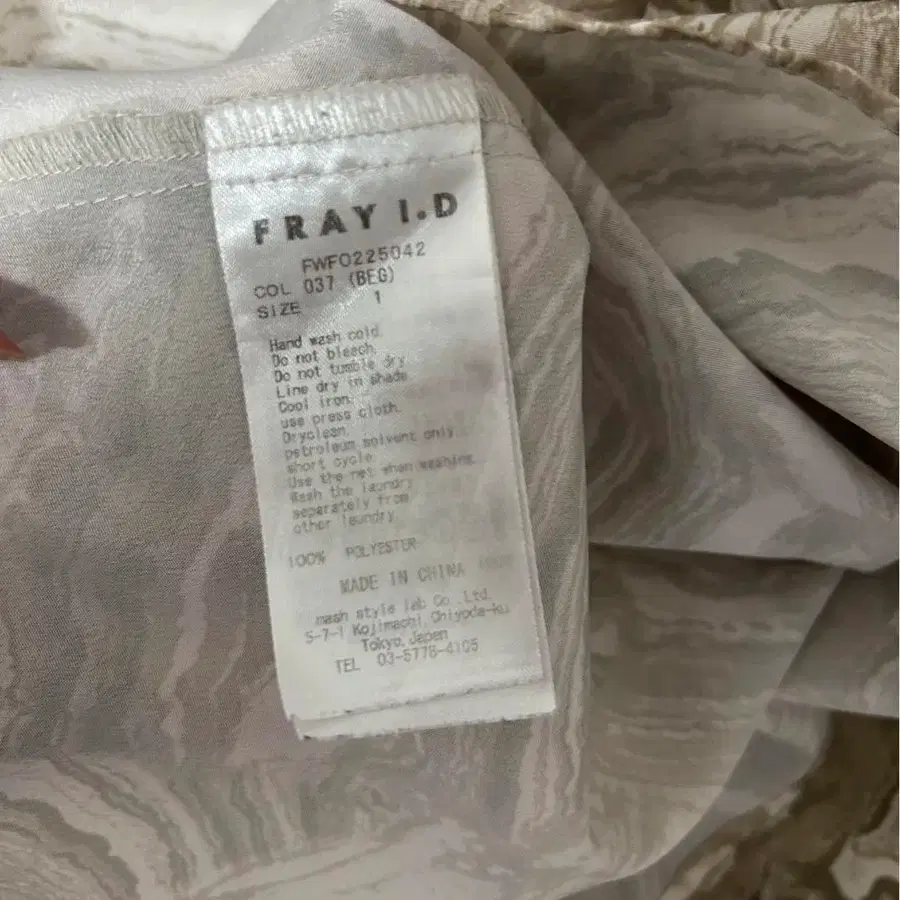 FRAY I.D
FWFO225042
COL 037 (BEG)
SIZE 1
Hand wash cold.
Do not bleach.
Do not tumble dry
Line dry in shade
Cool iron.
use press cloth.
Dryclean.
petroleum solvent only.
short cycle
Use the net when washing.
Wash the laundry
separately from
other laundry.
100% POLYESTER
MADE IN CHINA
mash style lab Co.,Ltd.
5-7-1 Kojimachi Chiyoda-ku
Tokyo,Japan
TEL 03-5778-4105